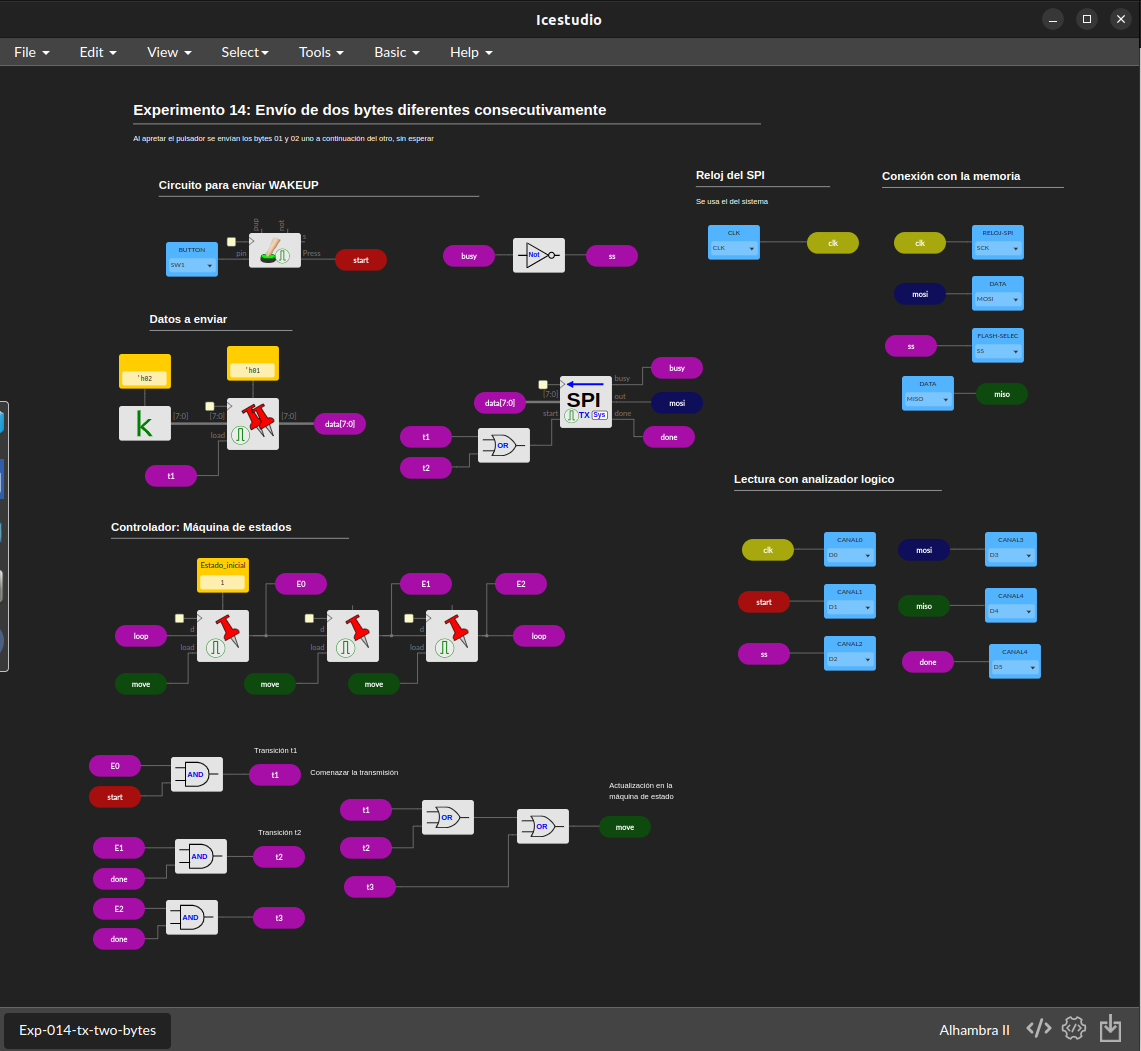 Icestudio
File
Edit
View
Select
Tools
Basic
Help
Experimento 14: Envío de dos bytes diferentes consecutivamente
Al apretar el pulsador se envían los bytes 01 y 02 uno a continuación del otro, sin esperar
Circuito para enviar WAKEUP
BUTTON
SW1
pup
not
s
pin
Press
start
busy
Not
ss
Reloj del SPI
Se usa el del sistema
CLK
CLK
clk
Conexión con la memoria
clk
RELOJ-SPI
SCK
mosi
DATA
MOSI
ss
FLASH-SELEC
SS
DATA
MISO
miso
Datos a enviar
'h02
'h01
k
[7:0]
[7:0]
[7:0]
load
data[7:0]
t1
data[7:0]
[7:0]
start
SPI
TX
Sys
busy
out
done
busy
mosi
done
t1
t2
OR
Lectura con analizador logico
clk
CANAL0
D0
mosi
CANAL3
D3
start
CANAL1
D1
miso
CANAL4
D4
ss
CANAL2
D2
done
CANAL4
D5
Controlador: Máquina de estados
Estado_inicial
1
E0
E1
E2
loop
d
load
d
load
d
load
loop
move
move
move
E0
start
AND
Transición t1
t1
Comenazar la transmisión
E1
done
AND
Transición t2
t2
E2
done
AND
t3
t1
t2
OR
t3
OR
Actualización en la
máquina de estado
move
Exp-014-tx-two-bytes
Alhambra II